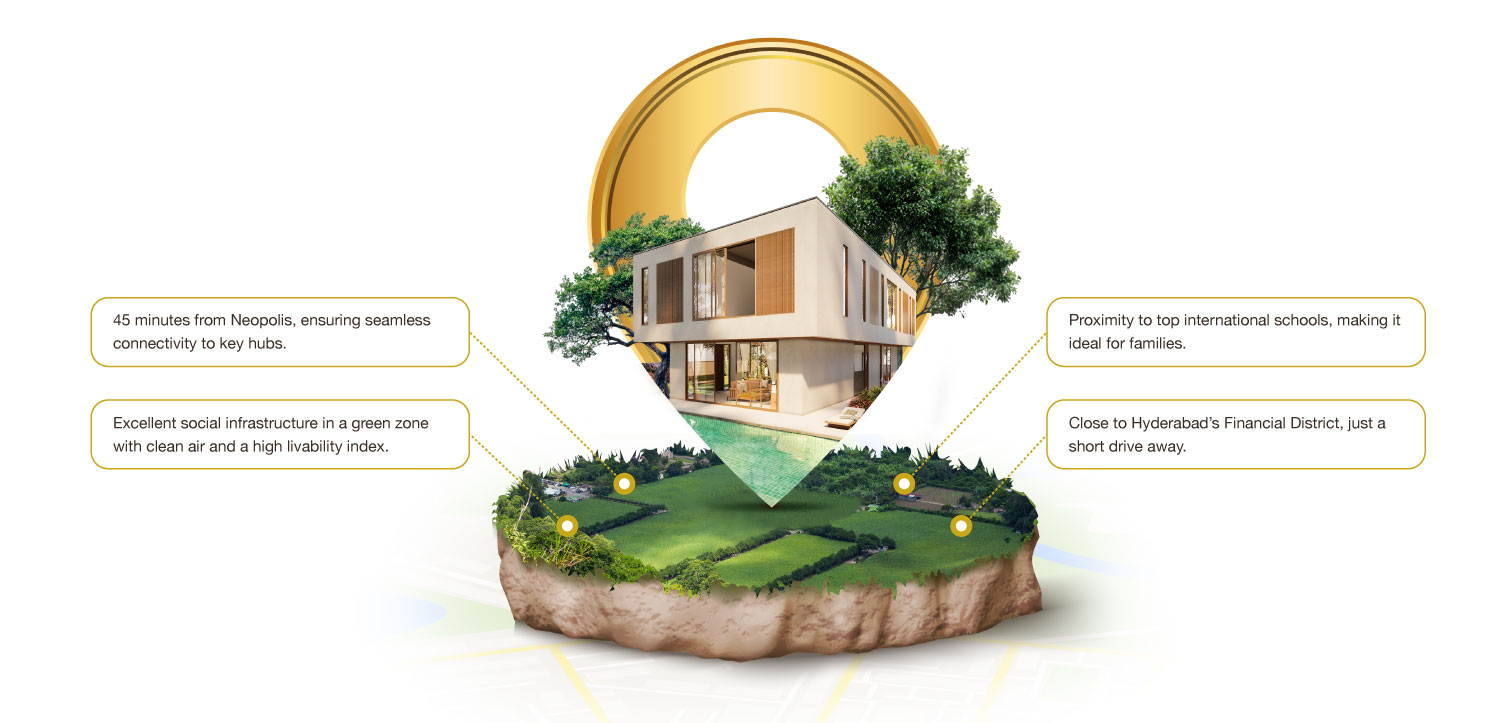 45 minutes from Neopolis, ensuring seamless
connectivity to key hubs.
Excellent social infrastructure in a green zone
with clean air and a high livability index.
Proximity to top international schools, making it
ideal for families.
Close to Hyderabad’s Financial District, just a
short drive away.